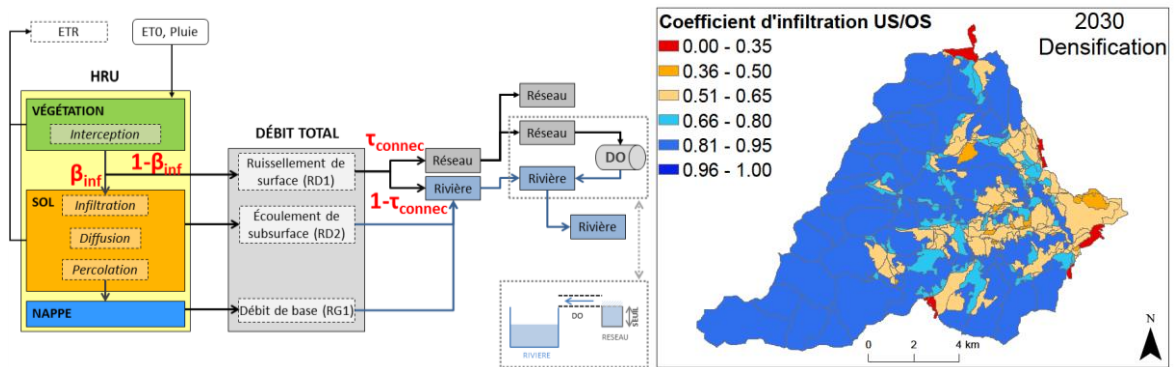 ETR
ET0, Pluie
HRU
VÉGÉTATION
Interception
1-βinf
βinf
SOL
Infiltration
Diffusion
Percolation
NAPPE
DÉBIT TOTAL
Ruissellement de
surface (RD1)
Écoulement de
subsurface (RD2)
Débit de base (RG1)
τconnec
1-τconnec
Réseau
Rivière
Réseau
Réseau
DO
Rivière
Rivière
DO
RESEAU
SEUIL
RIVIERE
Coefficient d'infiltration US/OS
0.00 - 0.35
0.36 - 0.50
0.51 - 0.65
0.66 - 0.80
0.81 - 0.95
0.96 - 1.00
2030
Densification
0 2 4 km
N